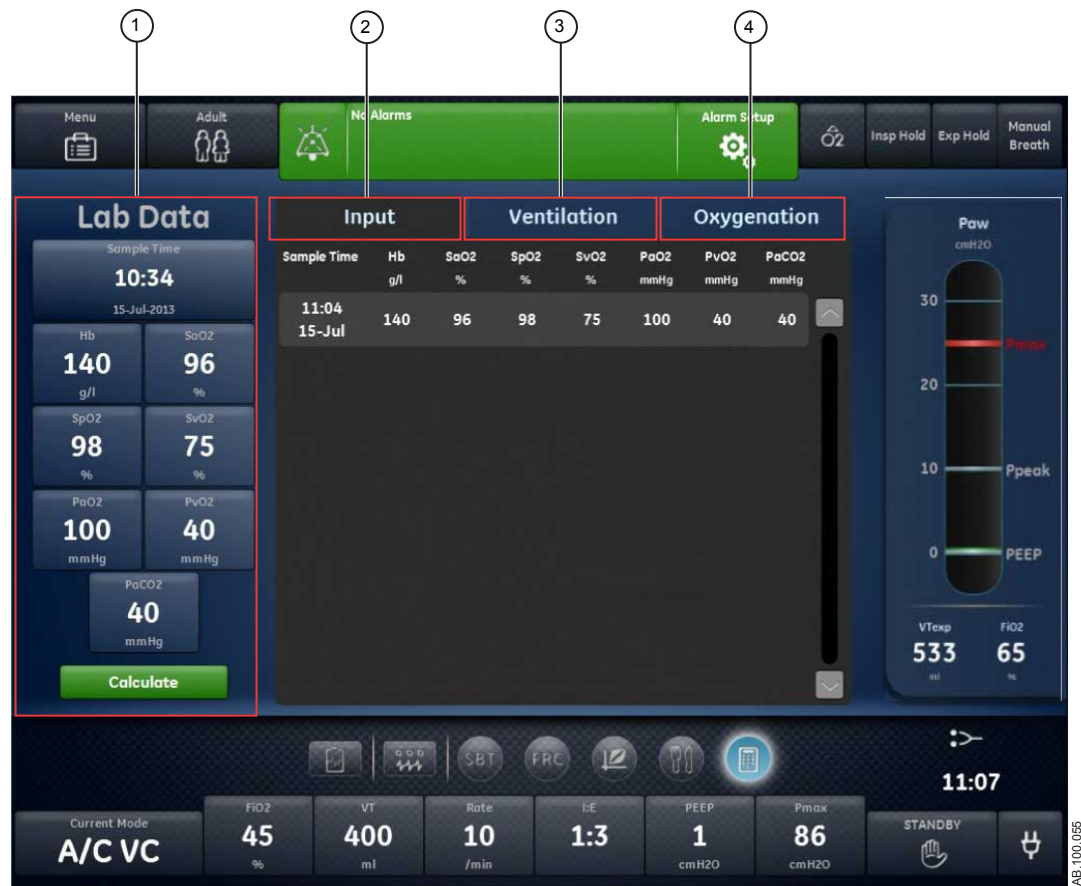 1 2 3 4
Menu Adult No Alarms Alarm Setup O2 Insp Hold Exp Hold Manual Breath
Lab Data
Sample Time
10:34
15-Jul-2013
Hb SaO2
140 96
g/l %
SpO2 SvO2
98 75
% %
PaO2 PvO2
100 40
mmHg mmHg
PaCO2
40
mmHg
Calculate
Input Ventilation Oxygenation
Sample Time Hb SaO2 SpO2 SvO2 PaO2 PvO2 PaCO2
g/l % % % mmHg mmHg mmHg
11:04
15-Jul 140 96 98 75 100 40 40
Paw
cmH2O
30
Pmax
20
10 Ppeak
0 PEEP
VTexp FiO2
533 65
ml %
SBT FRC
11:07
Current Mode
A/C VC
FiO2 VT Rate I:E PEEP Pmax
45 400 10 1:3 1 86
% ml /min cmH2O cmH2O
STANDBY
AB.100.055